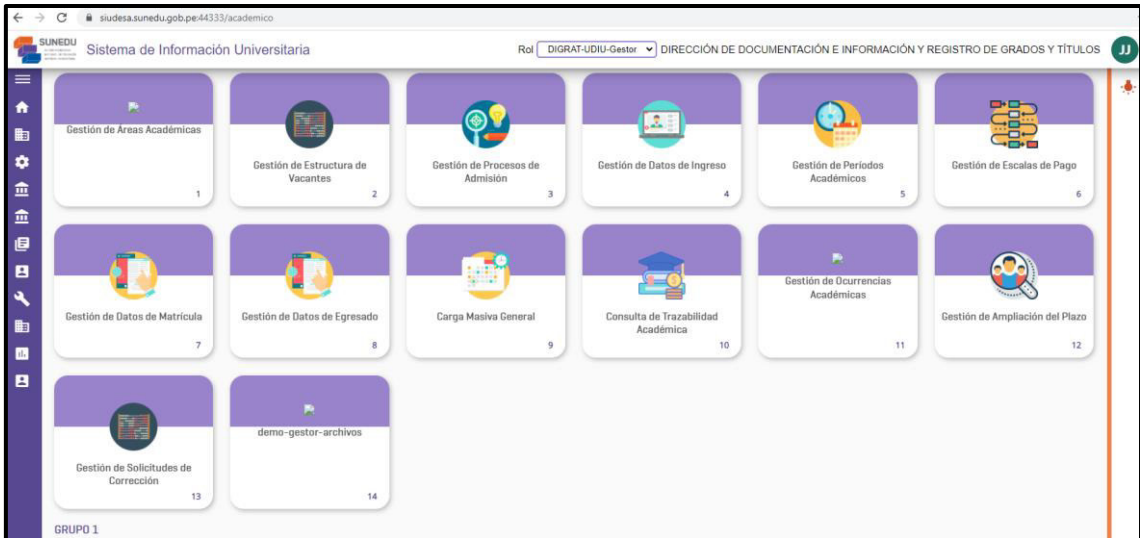 siudesa.sunedu.gob.pe:44333/academico
SUNEDU
Sistema de Información Universitaria
Rol DIGRAT-UDIU-Gestor DIRECCIÓN DE DOCUMENTACIÓN E INFORMACIÓN Y REGISTRO DE GRADOS Y TÍTULOS JJ
Gestión de Áreas Académicas
1
Gestión de Estructura de
Vacantes
2
Gestión de Procesos de
Admisión
3
Gestión de Datos de Ingreso
4
Gestión de Periodos
Académicos
5
Gestión de Escalas de Pago
6
Gestión de Datos de Matrícula
7
Gestión de Datos de Egresado
8
Carga Masiva General
9
Consulta de Trazabilidad
Académica
10
Gestión de Ocurrencias
Académicas
11
Gestión de Ampliación del Plazo
12
Gestión de Solicitudes de
Corrección
13
demo-gestor-archivos
14
GRUPO 1